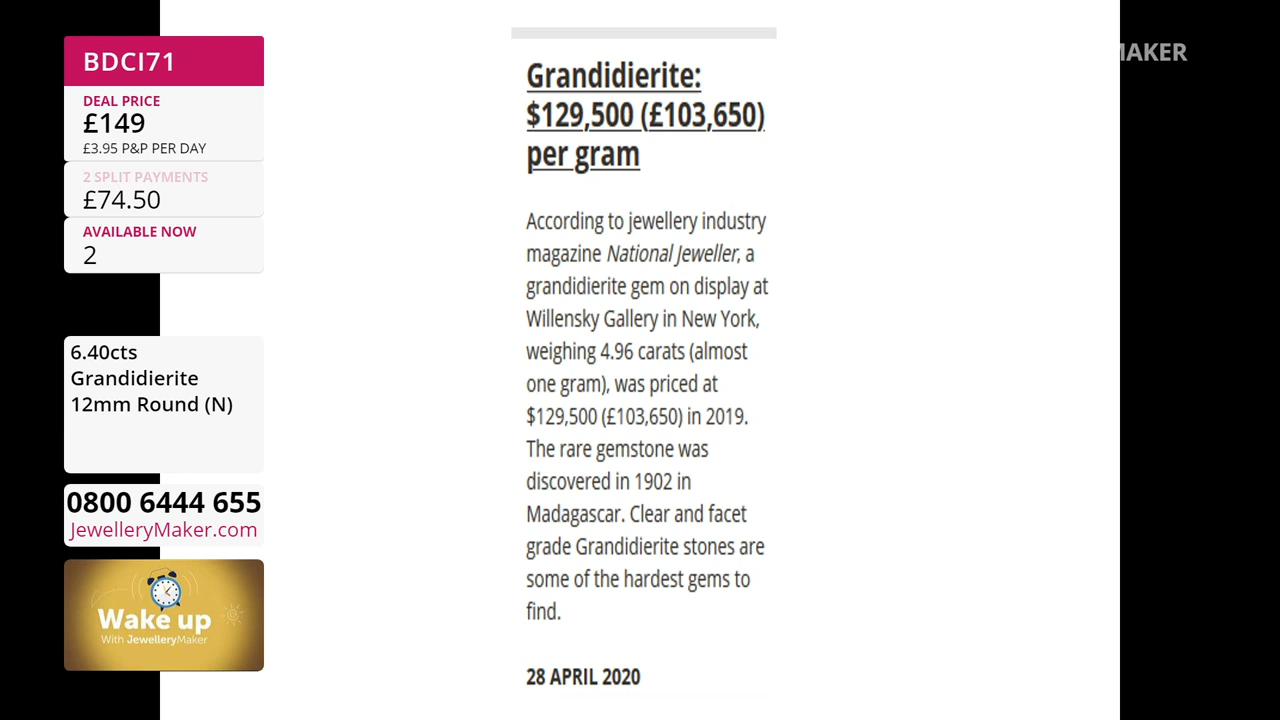 BDCI71
DEAL PRICE
£149
£3.95 P&P PER DAY
2 SPLIT PAYMENTS
£74.50
AVAILABLE NOW
2
6.40cts
Grandidierite
12mm Round (N)
0800 6444 655
JewelleryMaker.com
Wake up
With JewelleryMaker
Grandidierite:
$129,500 (£103,650)
per gram
According to jewellery industry
magazine National Jeweller, a
grandidierite gem on display at
Willensky Gallery in New York,
weighing 4.96 carats (almost
one gram), was priced at
$129,500 (£103,650) in 2019.
The rare gemstone was
discovered in 1902 in
Madagascar. Clear and facet
grade Grandidierite stones are
some of the hardest gems to
find.
28 APRIL 2020
MAKER